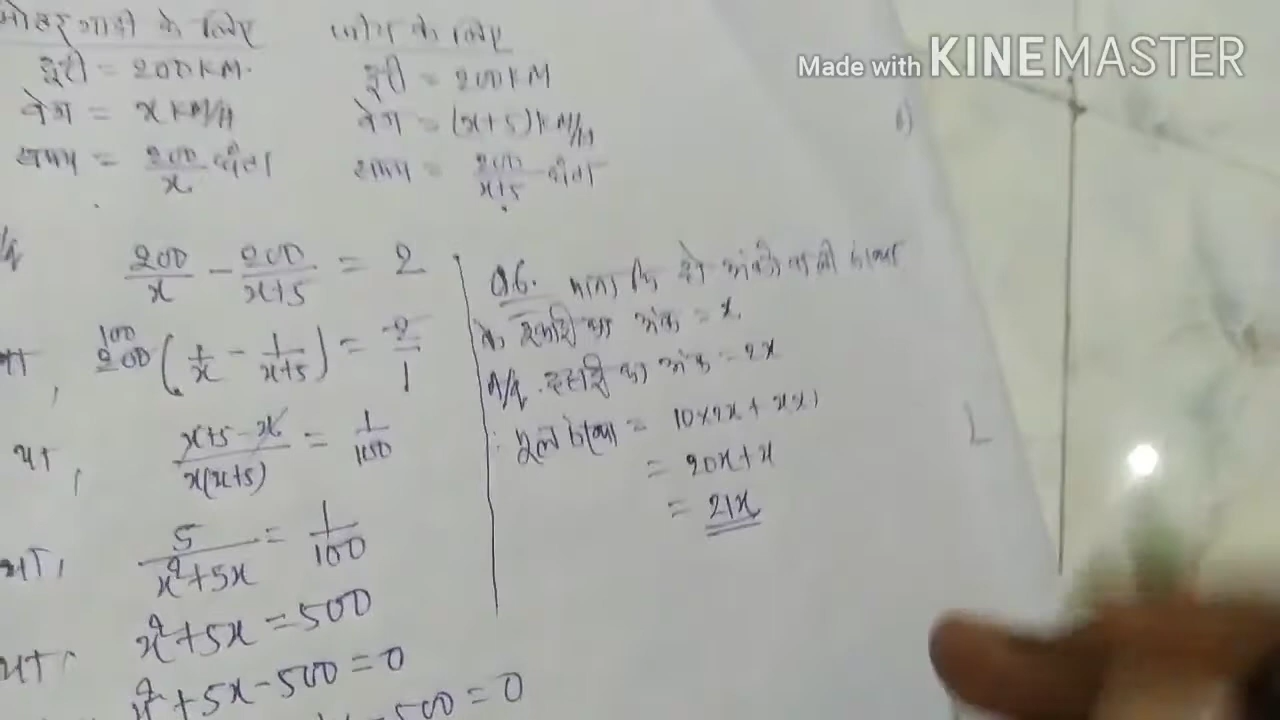 Made with KINEMASTER
मोटर गाड़ी के लिए
दूरी = 200KM.
वेग = x KM/H
समय = 200/x घंटा
जीप के लिए
दूरी = 200KM
वेग = (x+5) KM/H
समय = 200/x+5 घंटा
200/x - 200/x+5 = 2
या, 100 200 (1/x - 1/x+5) = 2/1
या, x+5-x/x(x+5) = 1/100
या, 5/x²+5x = 1/100
या, x²+5x = 500
x²+5x-500 = 0
-500 = 0
Q6. माना कि दो अंकों वाली संख्या
के इकाई का अंक = x
A/q. दहाई का अंक = 2x
∴ मूल संख्या = 10×2x + x×1
= 20x+x
= 21x